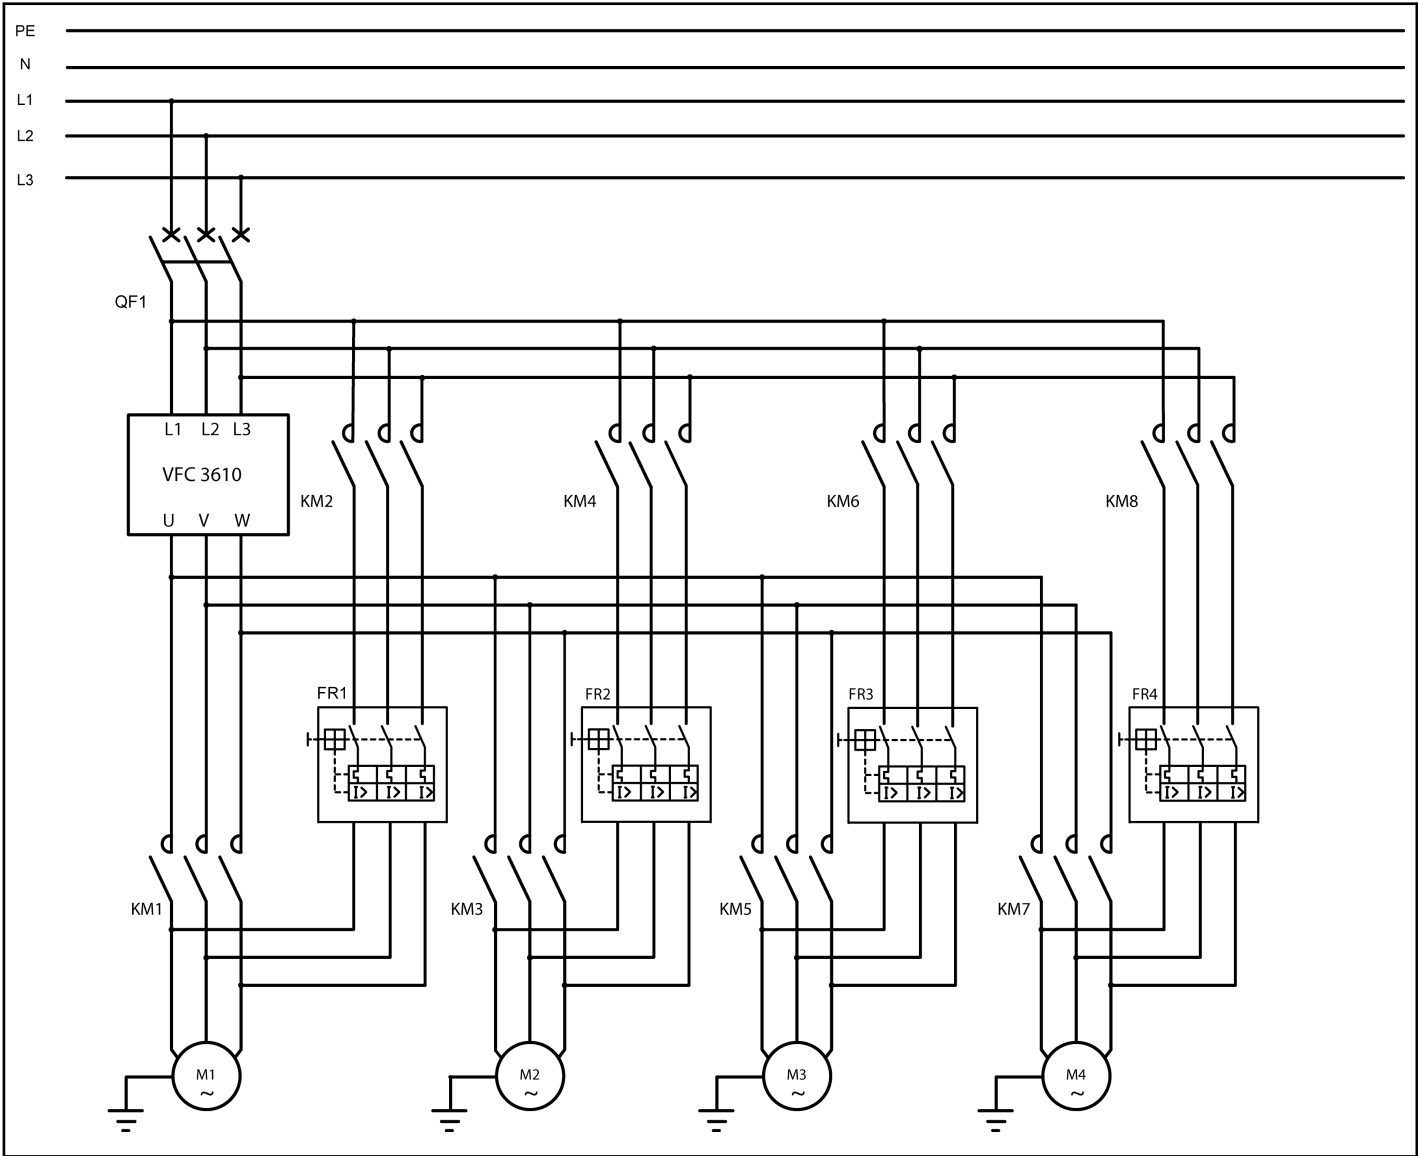 PE
N
L1
L2
L3
QF1
L1 L2 L3
VFC 3610
U V W
KM2
KM4
KM6
KM8
FR1
FR2
FR3
FR4
I> I> I>
I> I> I>
I> I> I>
I> I> I>
KM1
KM3
KM5
KM7
M1
~
M2
~
M3
~
M4
~